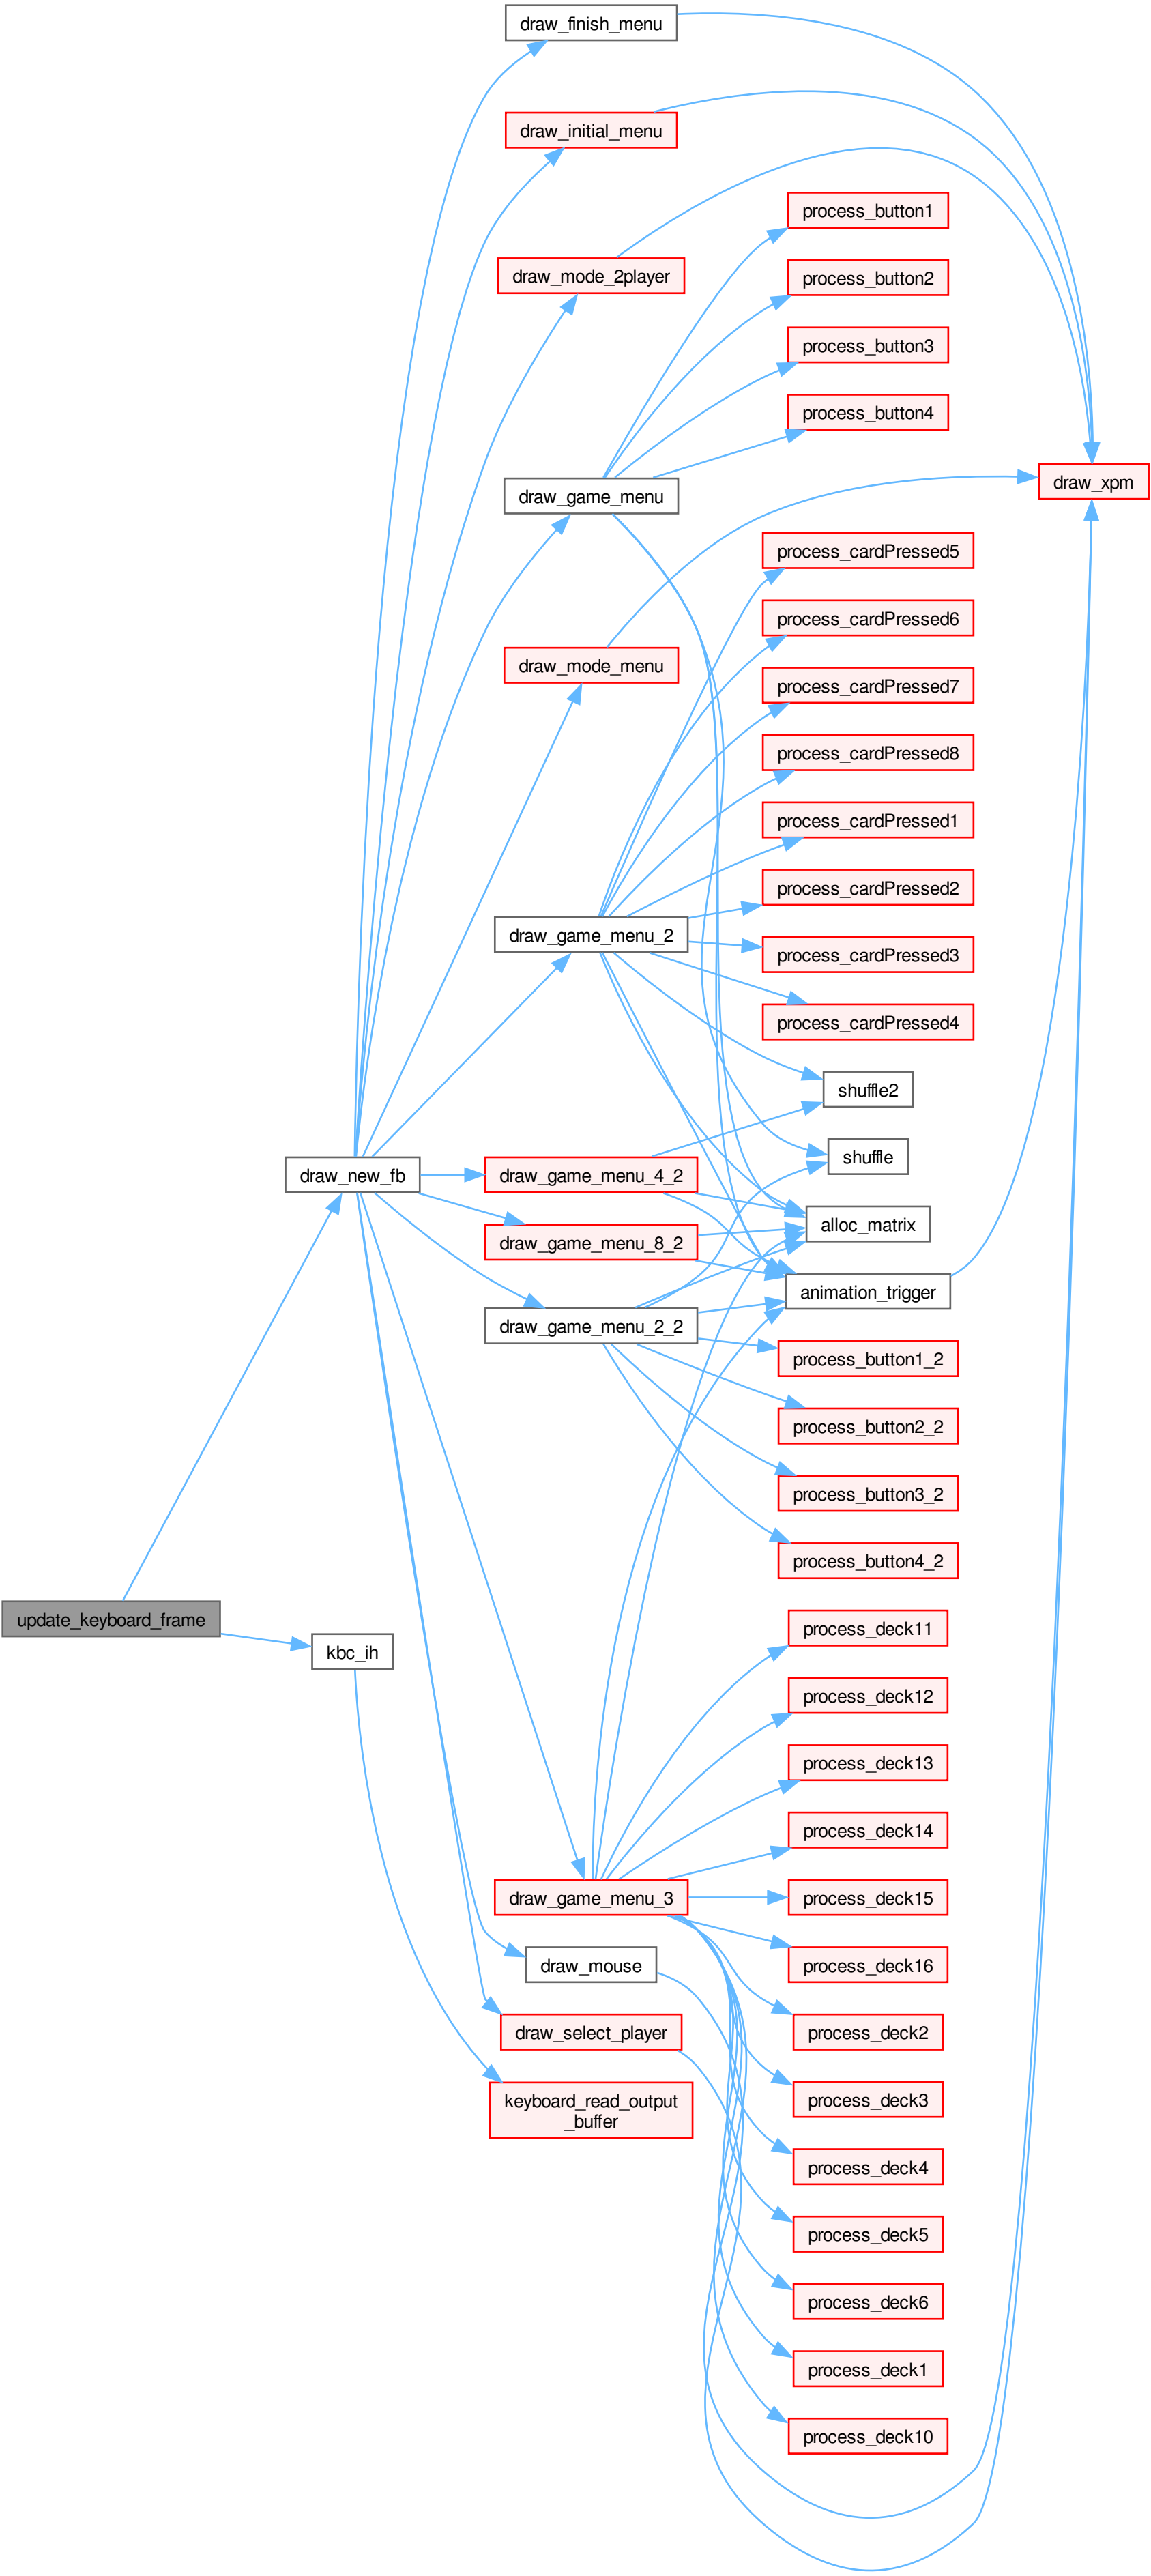 draw_finish_menu
draw_initial_menu
process_button1
draw_mode_2player
process_button2
process_button3
process_button4
draw_xpm
draw_game_menu
process_cardPressed5
process_cardPressed6
draw_mode_menu
process_cardPressed7
process_cardPressed8
process_cardPressed1
process_cardPressed2
draw_game_menu_2
process_cardPressed3
process_cardPressed4
shuffle2
shuffle
draw_new_fb
draw_game_menu_4_2
alloc_matrix
draw_game_menu_8_2
animation_trigger
draw_game_menu_2_2
process_button1_2
process_button2_2
process_button3_2
process_button4_2
update_keyboard_frame
process_deck11
kbc_ih
process_deck12
process_deck13
process_deck14
draw_game_menu_3
process_deck15
draw_mouse
process_deck16
draw_select_player
process_deck2
keyboard_read_output
_buffer
process_deck3
process_deck4
process_deck5
process_deck6
process_deck1
process_deck10